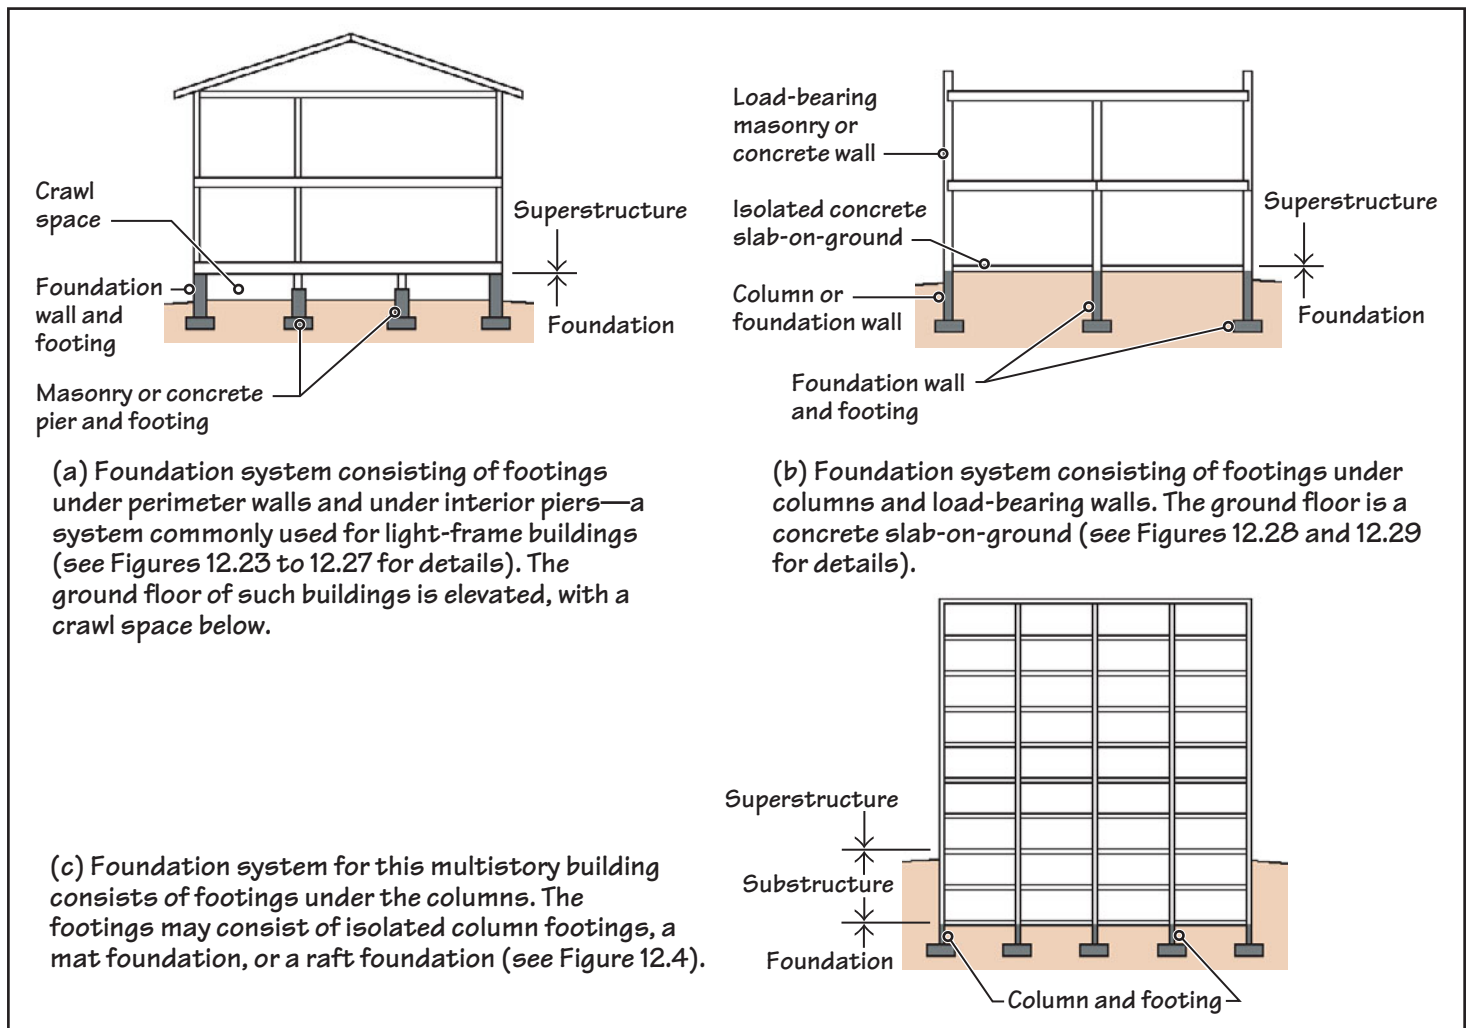 Crawl
space
Foundation
wall and
footing
Masonry or concrete
pier and footing
Superstructure
Foundation
(a) Foundation system consisting of footings
under perimeter walls and under interior piers—a
system commonly used for light-frame buildings
(see Figures 12.23 to 12.27 for details). The
ground floor of such buildings is elevated, with a
crawl space below.
Load-bearing
masonry or
concrete wall
Isolated concrete
slab-on-ground
Column or
foundation wall
Foundation wall
and footing
Superstructure
Foundation
(b) Foundation system consisting of footings under
columns and load-bearing walls. The ground floor is a
concrete slab-on-ground (see Figures 12.28 and 12.29
for details).
(c) Foundation system for this multistory building
consists of footings under the columns. The
footings may consist of isolated column footings, a
mat foundation, or a raft foundation (see Figure 12.4).
Superstructure
Substructure
Foundation
Column and footing